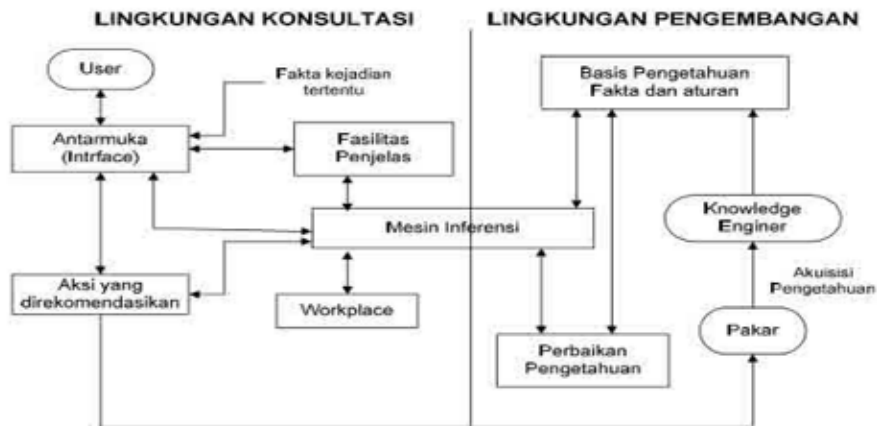 LINGKUNGAN KONSULTASI
LINGKUNGAN PENGEMBANGAN
User
Fakta kejadian
tertentu
Basis Pengetahuan
Fakta dan aturan
Antarmuka
(Intrface)
Fasilitas
Penjelas
Mesin Inferensi
Knowledge
Enginer
Aksi yang
direkomendasikan
Workplace
Akuisisi
Pengetahuan
Pakar
Perbaikan
Pengetahuan